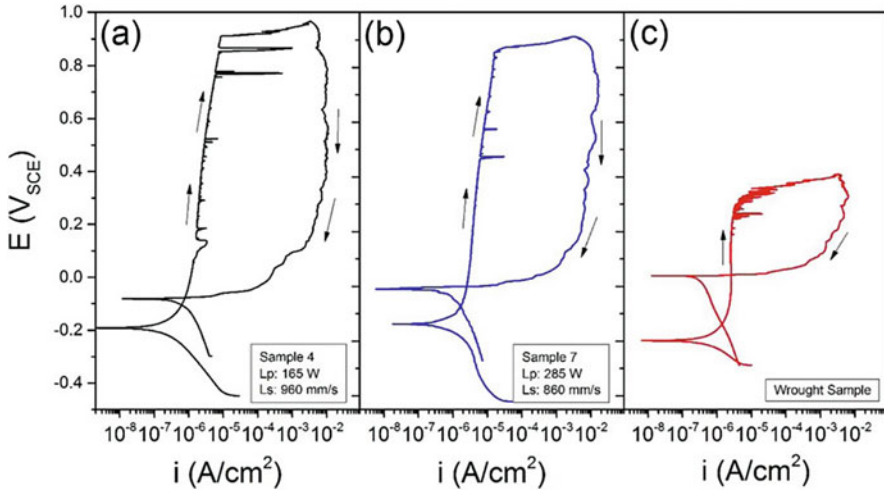 (a)
(b)
(c)
E (V_SCE)
1.0
0.8
0.6
0.4
0.2
0.0
-0.2
-0.4
Sample 4
Lp: 165 W
Ls: 960 mm/s
Sample 7
Lp: 285 W
Ls: 860 mm/s
Wrought Sample
10⁻⁸ 10⁻⁷ 10⁻⁶ 10⁻⁵ 10⁻⁴ 10⁻³ 10⁻²
10⁻⁸ 10⁻⁷ 10⁻⁶ 10⁻⁵ 10⁻⁴ 10⁻³ 10⁻²
10⁻⁸ 10⁻⁷ 10⁻⁶ 10⁻⁵ 10⁻⁴ 10⁻³ 10⁻²
i (A/cm²)
i (A/cm²)
i (A/cm²)